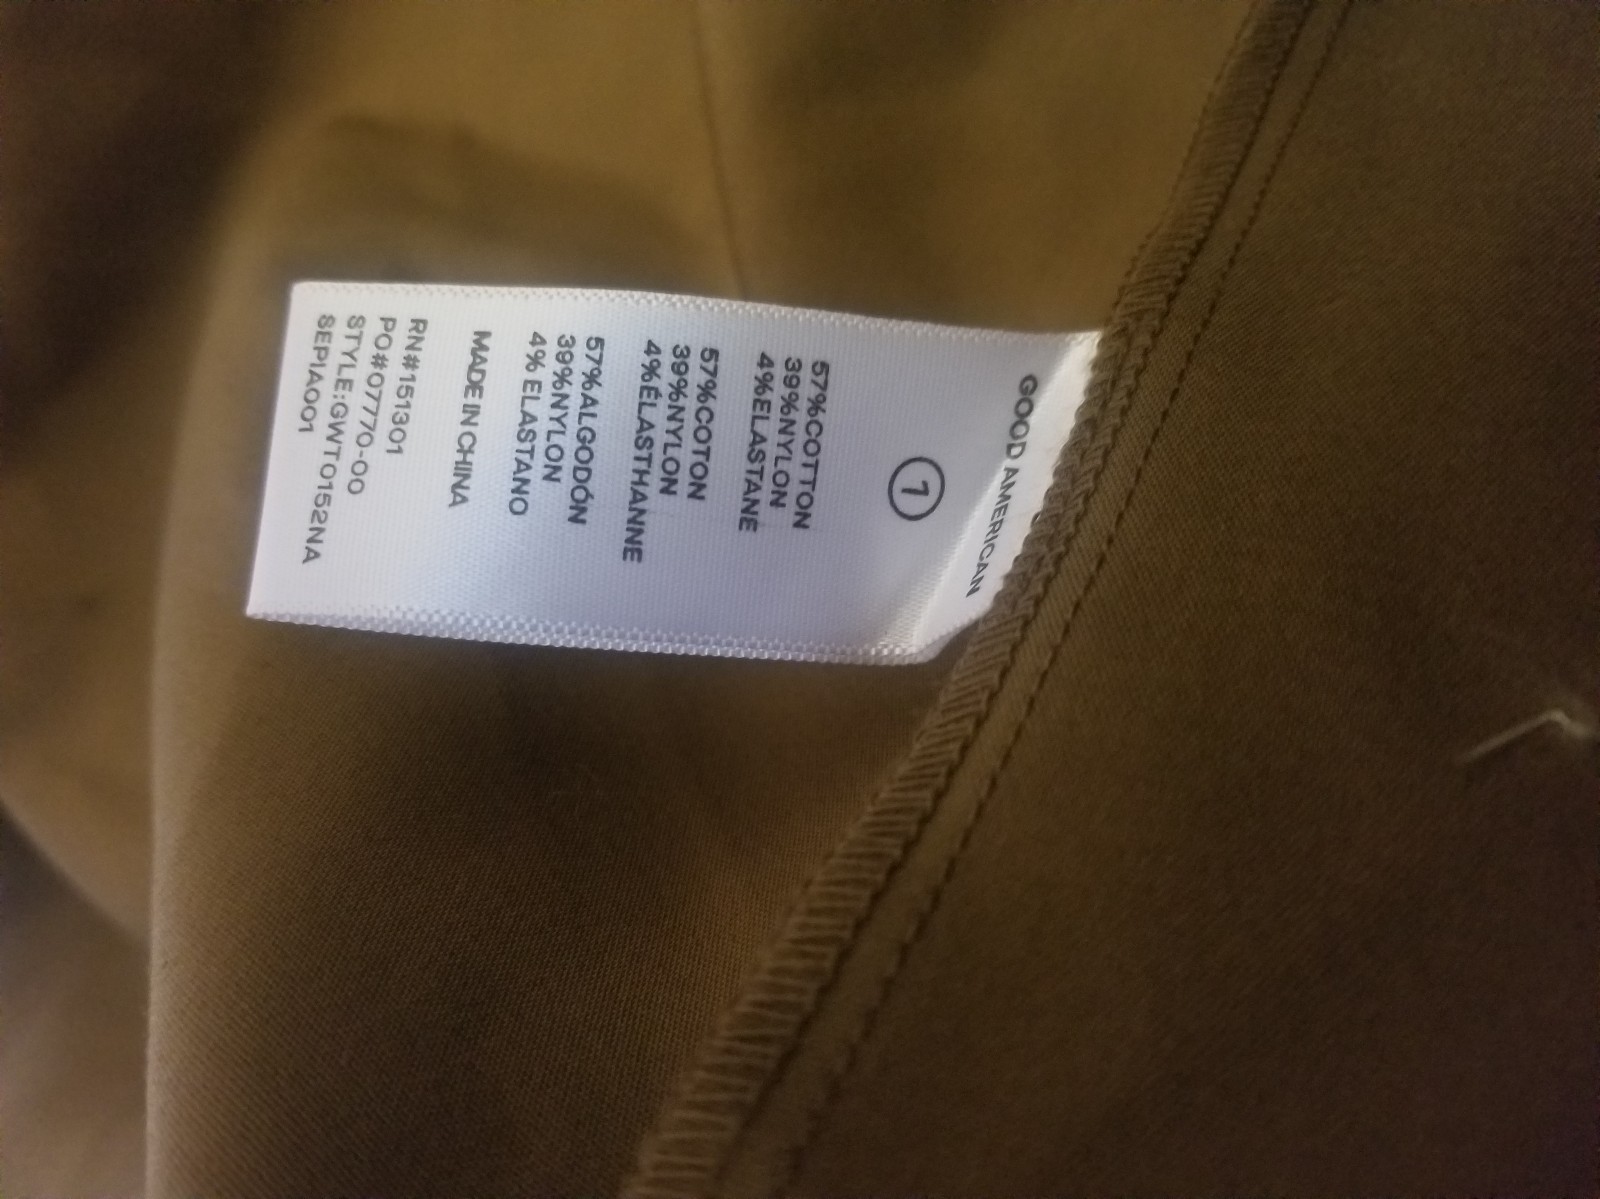 GOOD AMERICAN
1
57%COTTON
39%NYLON
4%ELASTANE
57%COTON
39%NYLON
4%ÉLASTHANNE
57%ALGODÓN
39%NYLON
4% ELASTANO
MADE IN CHINA
RN#151301
PO#07770-00
STYLE:GWT0152NA
SEPIA001